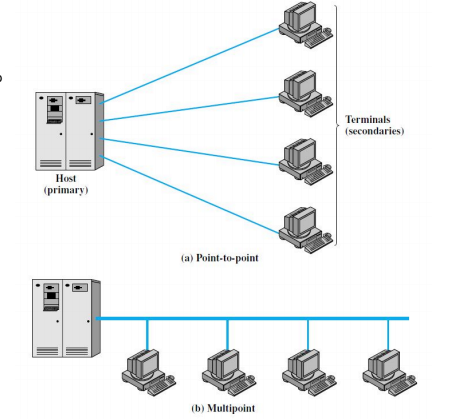 Terminals
(secondaries)
Host
(primary)
(a) Point-to-point
(b) Multipoint